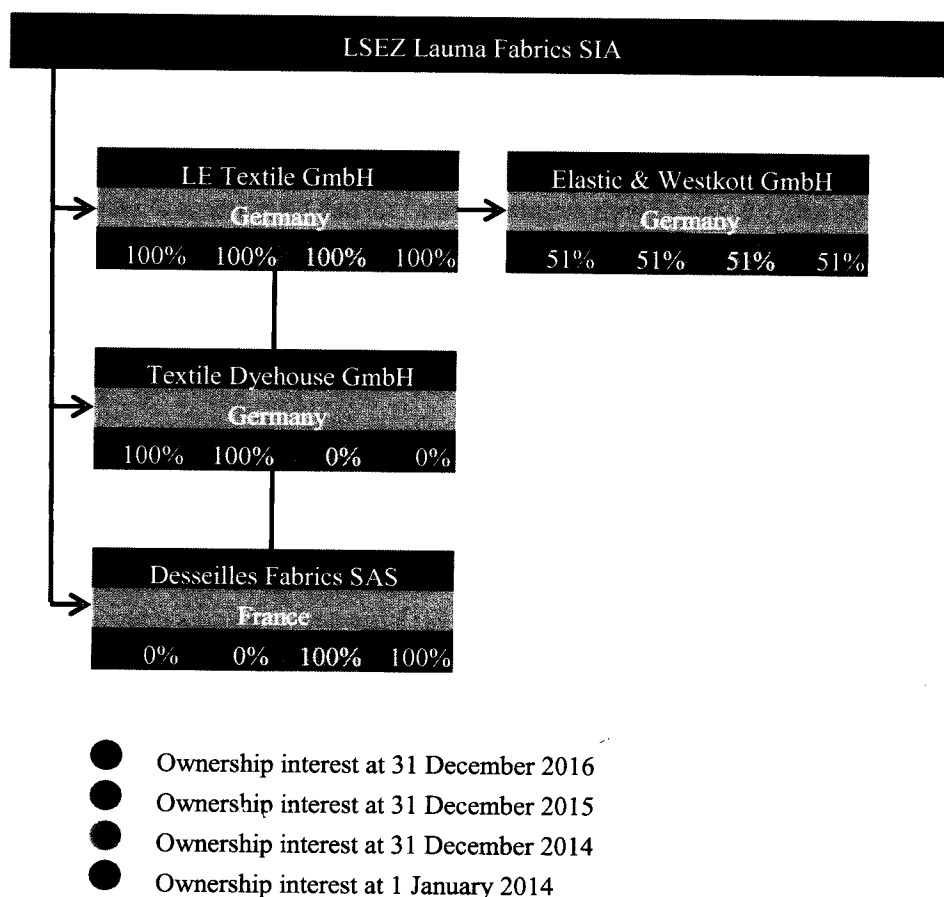 LSEZ Lauma Fabrics SIA
LE Textile GmbH
Germany
100% 100% 100% 100%
Elastic & Westkott GmbH
Germany
51% 51% 51% 51%
Textile Dyehouse GmbH
Germany
100% 100% 0% 0%
Desseilles Fabrics SAS
France
0% 0% 100% 100%
Ownership interest at 31 December 2016
Ownership interest at 31 December 2015
Ownership interest at 31 December 2014
Ownership interest at 1 January 2014